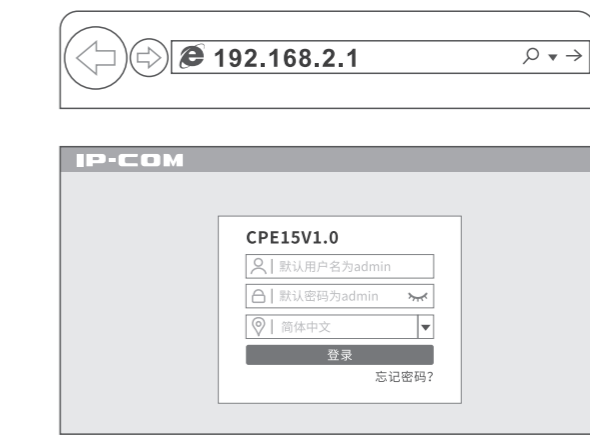 192.168.2.1
IP-COM
CPE15V1.0
默认用户名为admin
默认密码为admin
简体中文
登录
忘记密码?